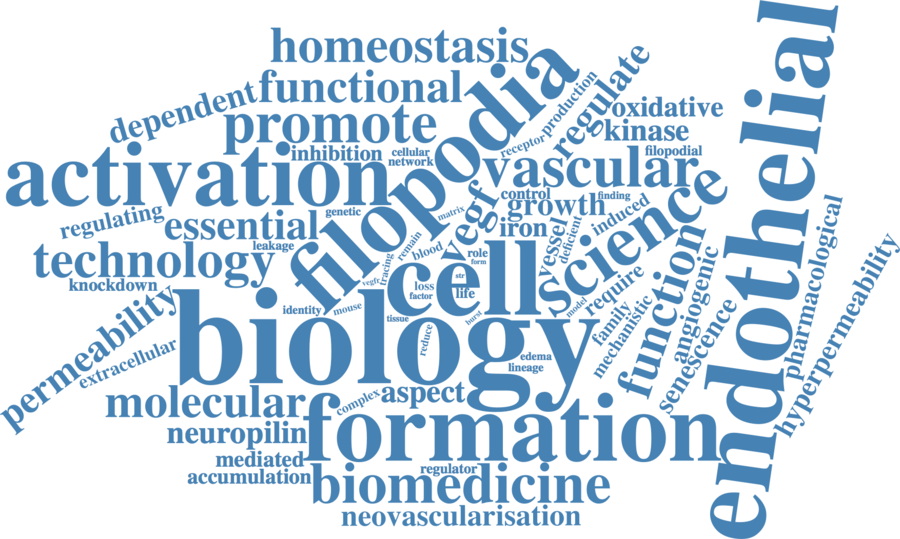 homeostasis
functional
dependent
promote
filopodia
production
regulate
receptor
oxidative
kinase
filopodial
inhibition
cellular
network
activation
vascular
control
finding
growth
iron
vegf
matrix
genetic
essential
regulating
leakage
technology
knockdown
remain
tracing
blood
role
form
vessel
deficient
induced
science
endothelial
cell
str
life
loss
factor
vegfr
mouse
identity
tissue
burst
model
require
function
angiogenic
pharmacological
hyperpermeability
family
mechanistic
senescence
permeability
extracellular
biology
reduce
edema
lineage
molecular
complex
aspect
neuropilin
formation
mediated
accumulation
regulator
biomedicine
neovascularisation